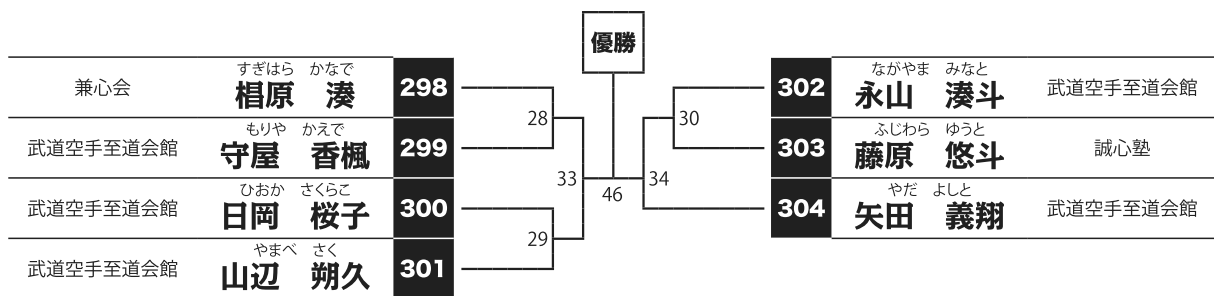 優勝
すぎはら かなで
兼心会 椙原 湊 298
もりや かえで
武道空手至道会館 守屋 香楓 299
ひおか さくらこ
武道空手至道会館 日岡 桜子 300
やまべ さく
武道空手至道会館 山辺 朔久 301
28
29
33
46
34
30
ながやま みなと
302 永山 湊斗 武道空手至道会館
ふじわら ゆうと
303 藤原 悠斗 誠心塾
やだ よしと
304 矢田 義翔 武道空手至道会館